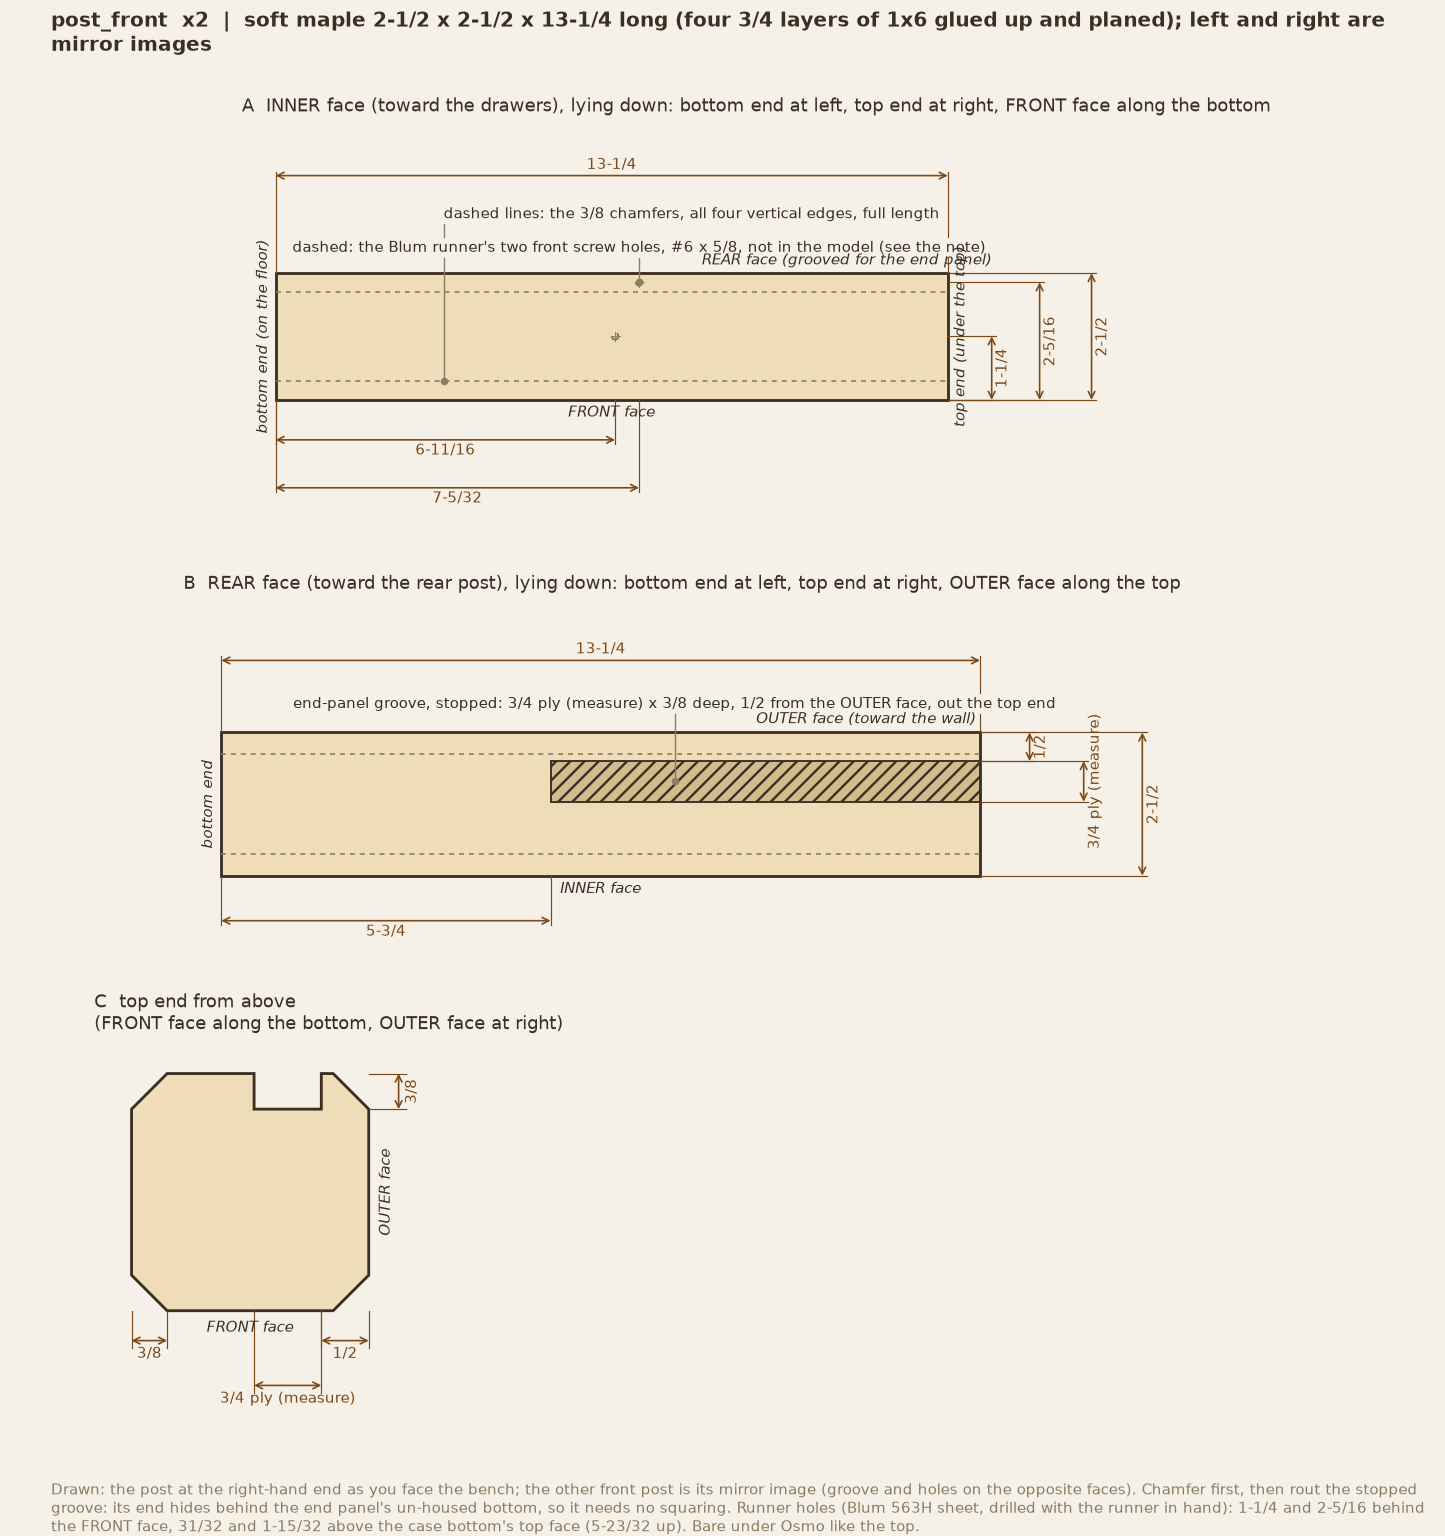 post_front x2 | soft maple 2-1/2 x 2-1/2 x 13-1/4 long (four 3/4 layers of 1x6 glued up and planed); left and right are
mirror images
A INNER face (toward the drawers), lying down: bottom end at left, top end at right, FRONT face along the bottom
13-1/4
dashed lines: the 3/8 chamfers, all four vertical edges, full length
dashed: the Blum runner's two front screw holes, #6 x 5/8, not in the model (see the note)
REAR face (grooved for the end panel)
bottom end (on the floor)
top end (under the top)
1-1/4
2-5/16
2-1/2
FRONT face
6-11/16
7-5/32
B REAR face (toward the rear post), lying down: bottom end at left, top end at right, OUTER face along the top
13-1/4
end-panel groove, stopped: 3/4 ply (measure) x 3/8 deep, 1/2 from the OUTER face, out the top end
OUTER face (toward the wall)
bottom end
1/2
3/4 ply (measure)
2-1/2
INNER face
5-3/4
C top end from above
(FRONT face along the bottom, OUTER face at right)
3/8
OUTER face
FRONT face
3/8
1/2
3/4 ply (measure)
Drawn: the post at the right-hand end as you face the bench; the other front post is its mirror image (groove and holes on the opposite faces). Chamfer first, then rout the stopped
groove: its end hides behind the end panel's un-housed bottom, so it needs no squaring. Runner holes (Blum 563H sheet, drilled with the runner in hand): 1-1/4 and 2-5/16 behind
the FRONT face, 31/32 and 1-15/32 above the case bottom's top face (5-23/32 up). Bare under Osmo like the top.